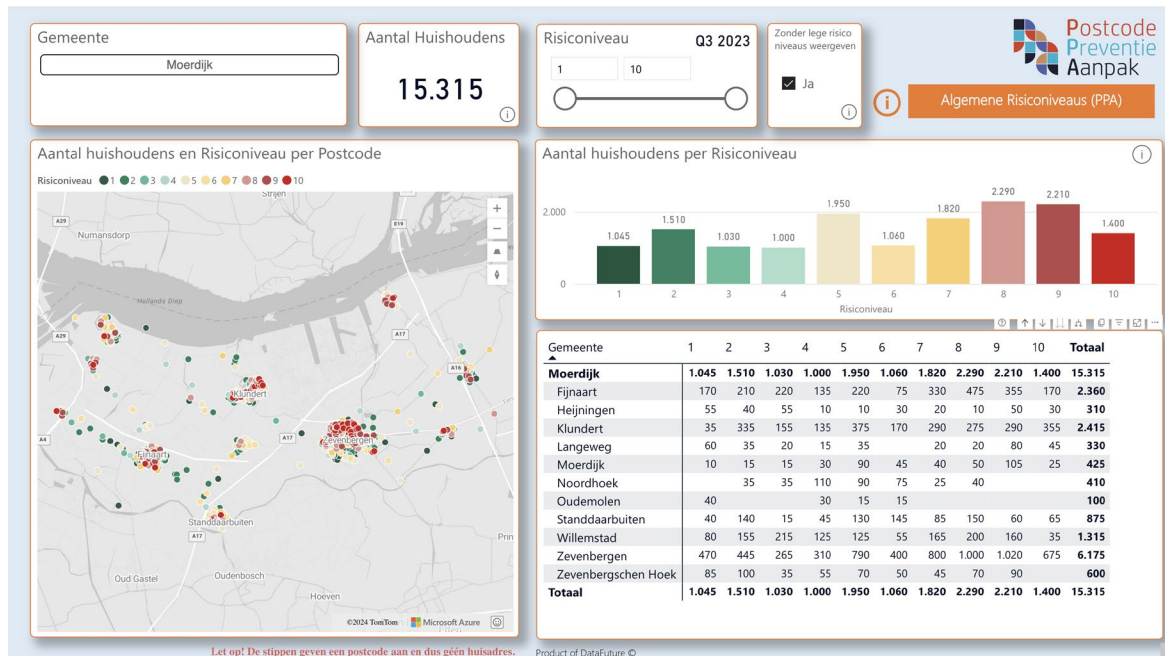 Gemeente
Moerdijk
Aantal Huishoudens
15.315
Risiconiveau Q3 2023
1 10
Zonder lege risico
niveaus weergeven
Ja
Postcode
Preventie
Aanpak
Algemene Risiconiveaus (PPA)
Aantal huishoudens en Risiconiveau per Postcode
Risiconiveau 1 2 3 4 5 6 7 8 9 10
Strijen
A29
E19
Numansdorp
Hollands Diep
A29
A17
A16
Klundert
A4
A17
Zevenbergen
Fijnaart
Standdaarbuiten
A17
Prin
Oud Gastel
Oudenbosch
Hoeven
©2024 TomTom Microsoft Azure
Let op! De stippen geven een postcode aan en dus géén huisadres.
Aantal huishoudens per Risiconiveau
2.000
0
1.045 1.510 1.030 1.000 1.950 1.060 1.820 2.290 2.210 1.400
1 2 3 4 5 6 7 8 9 10
Risiconiveau
Gemeente 1 2 3 4 5 6 7 8 9 10 Totaal
Moerdijk 1.045 1.510 1.030 1.000 1.950 1.060 1.820 2.290 2.210 1.400 15.315
Fijnaart 170 210 220 135 220 75 330 475 355 170 2.360
Heijningen 55 40 55 10 10 30 20 10 50 30 310
Klundert 35 335 155 135 375 170 290 275 290 355 2.415
Langeweg 60 35 20 15 35 20 20 80 45 330
Moerdijk 10 15 15 30 90 45 40 50 105 25 425
Noordhoek 35 35 110 90 75 25 40 410
Oudemolen 40 30 15 15 100
Standdaarbuiten 40 140 15 45 130 145 85 150 60 65 875
Willemstad 80 155 215 125 125 55 165 200 160 35 1.315
Zevenbergen 470 445 265 310 790 400 800 1.000 1.020 675 6.175
Zevenbergschen Hoek 85 100 35 55 70 50 45 70 90 600
Totaal 1.045 1.510 1.030 1.000 1.950 1.060 1.820 2.290 2.210 1.400 15.315
Product of DataFuture ©